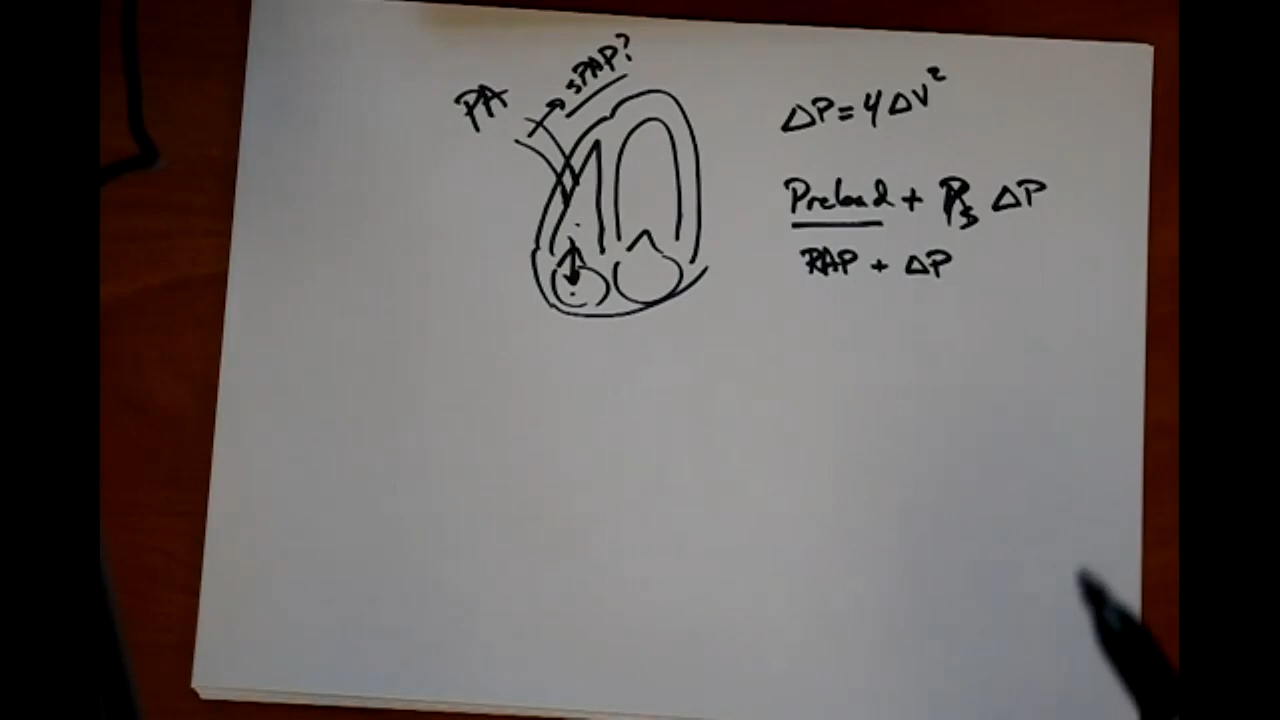 PA
sPAP?
ΔP = 4ΔV²
Preload + ΔP
RAP + ΔP